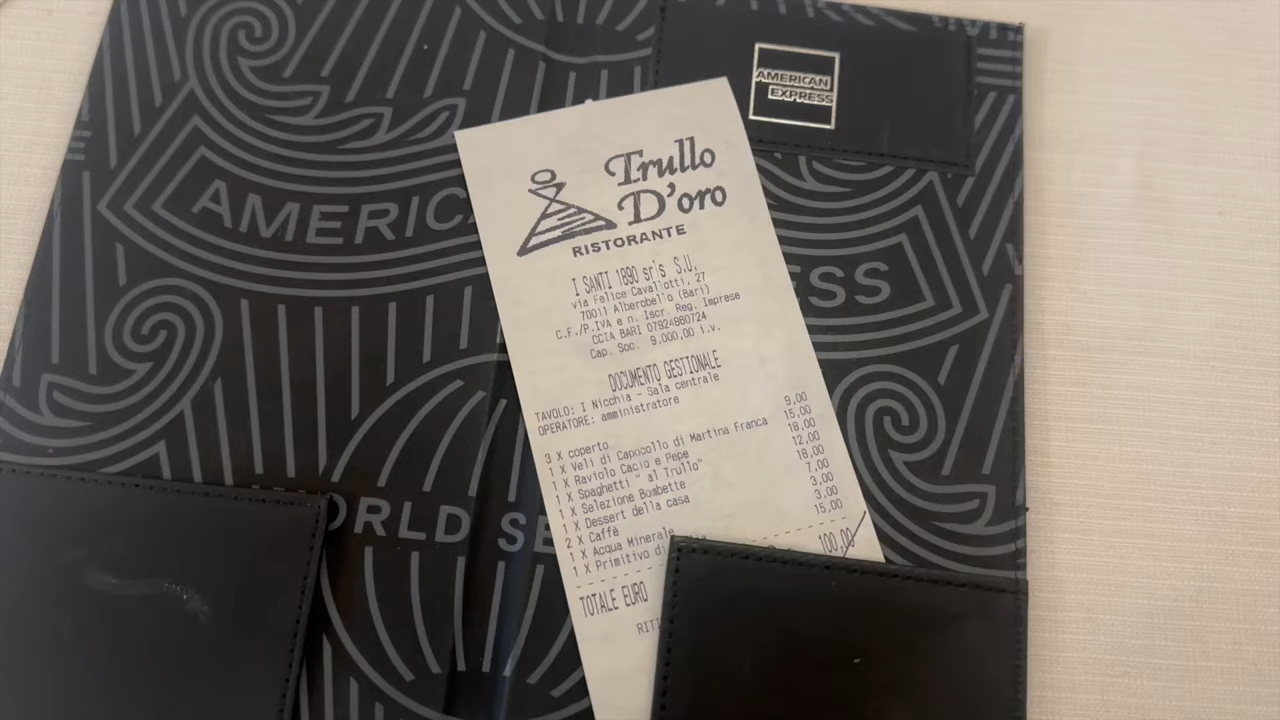 AMERICAN
EXPRESS
AMERIC
ESS
ORLD SE
Trullo
D'oro
RISTORANTE
I SANTI 1890 srls S.U.
via Felice Cavallotti, 27
70011 Alberobello (Bari)
C.F./P.IVA e n. Iscr. Reg. Imprese
CCIA BARI 07924860724
Cap. Soc. 9.000,00 i.v.
DOCUMENTO GESTIONALE
TAVOLO: I Nicchia - Sala centrale
OPERATORE: amministratore
3 X coperto 9,00
1 X Veli di Capocollo di Martina Franca 15,00
1 X Raviolo Cacio e Pepe 18,00
1 X Spaghetti " al Trullo" 12,00
1 X Selezione Bombette 18,00
1 X Dessert della casa 7,00
2 X Caffè 3,00
1 X Acqua Minerale 3,00
1 X Primitivo di 15,00
TOTALE EURO 100,00
RITI